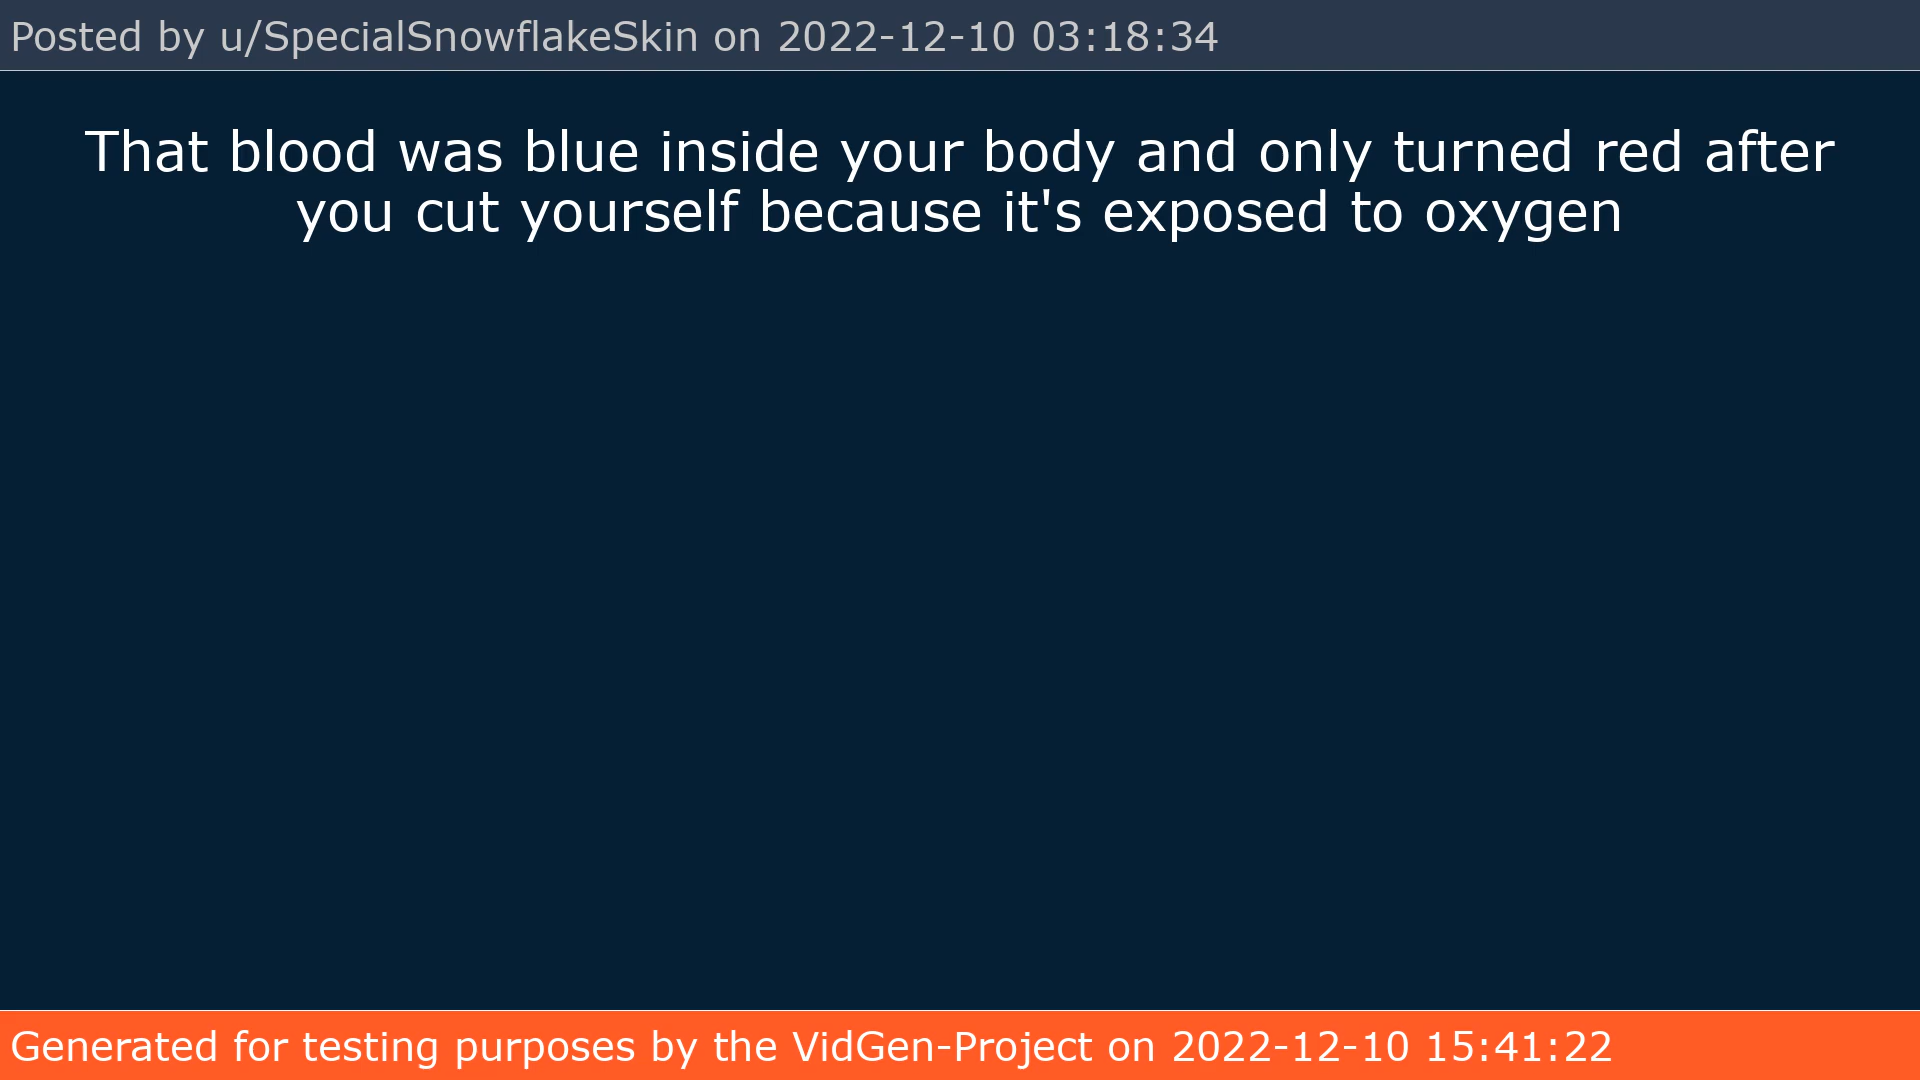 Posted by u/SpecialSnowflakeSkin on 2022-12-10 03:18:34
That blood was blue inside your body and only turned red after
you cut yourself because it's exposed to oxygen
Generated for testing purposes by the VidGen-Project on 2022-12-10 15:41:22